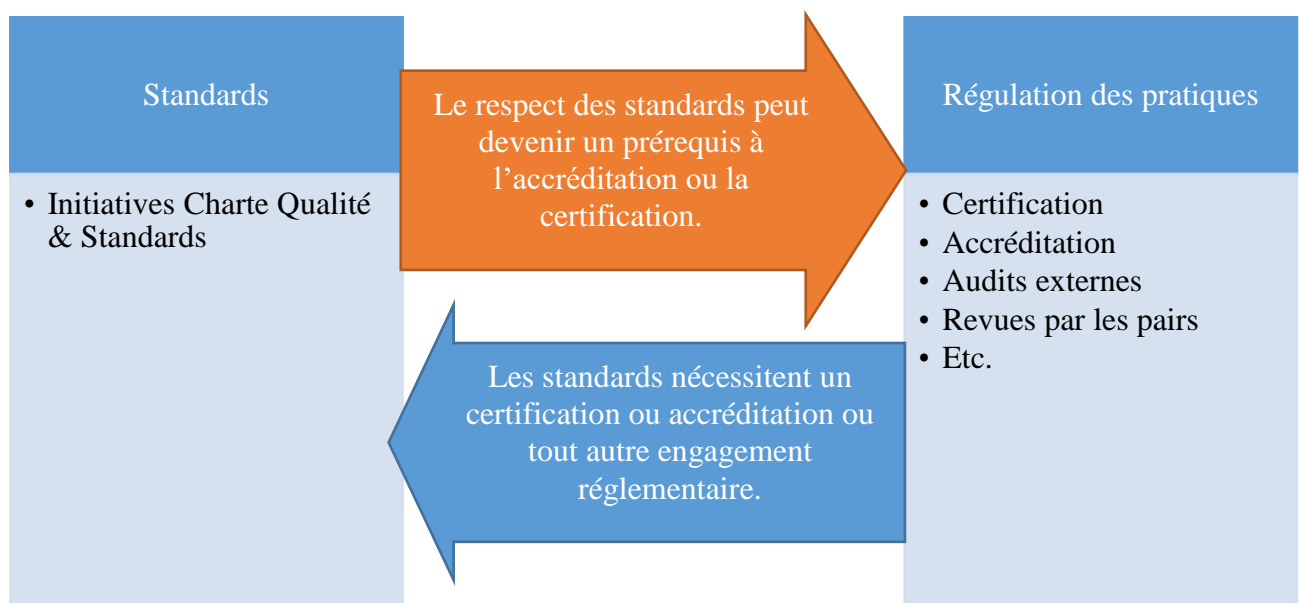 Standards
• Initiatives Charte Qualité
& Standards
Le respect des standards peut
devenir un prérequis à
l’accréditation ou la
certification.
Les standards nécessitent un
certification ou accréditation ou
tout autre engagement
réglementaire.
Régulation des pratiques
• Certification
• Accréditation
• Audits externes
• Revues par les pairs
• Etc.